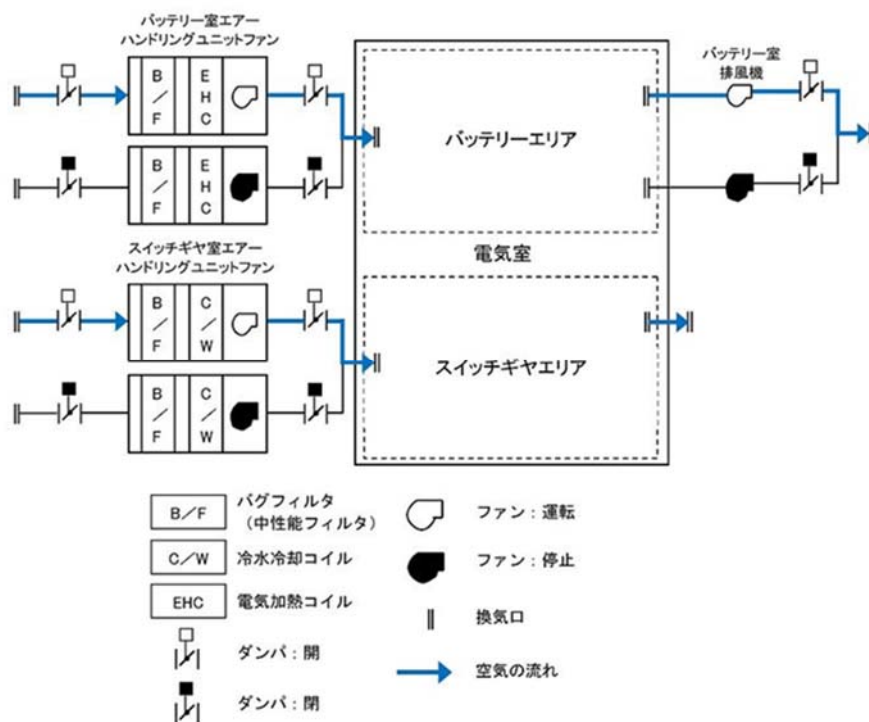 バッテリー室エアー
ハンドリングユニットファン
B/F
EHC
B/F
EHC
バッテリーエリア
バッテリー室
排風機
電気室
スイッチギヤ室エアー
ハンドリングユニットファン
B/F
C/W
B/F
C/W
スイッチギヤエリア
B/F
バグフィルタ
(中性能フィルタ)
C/W
冷水冷却コイル
EHC
電気加熱コイル
ダンパ:開
ダンパ:閉
ファン:運転
ファン:停止
換気口
空気の流れ